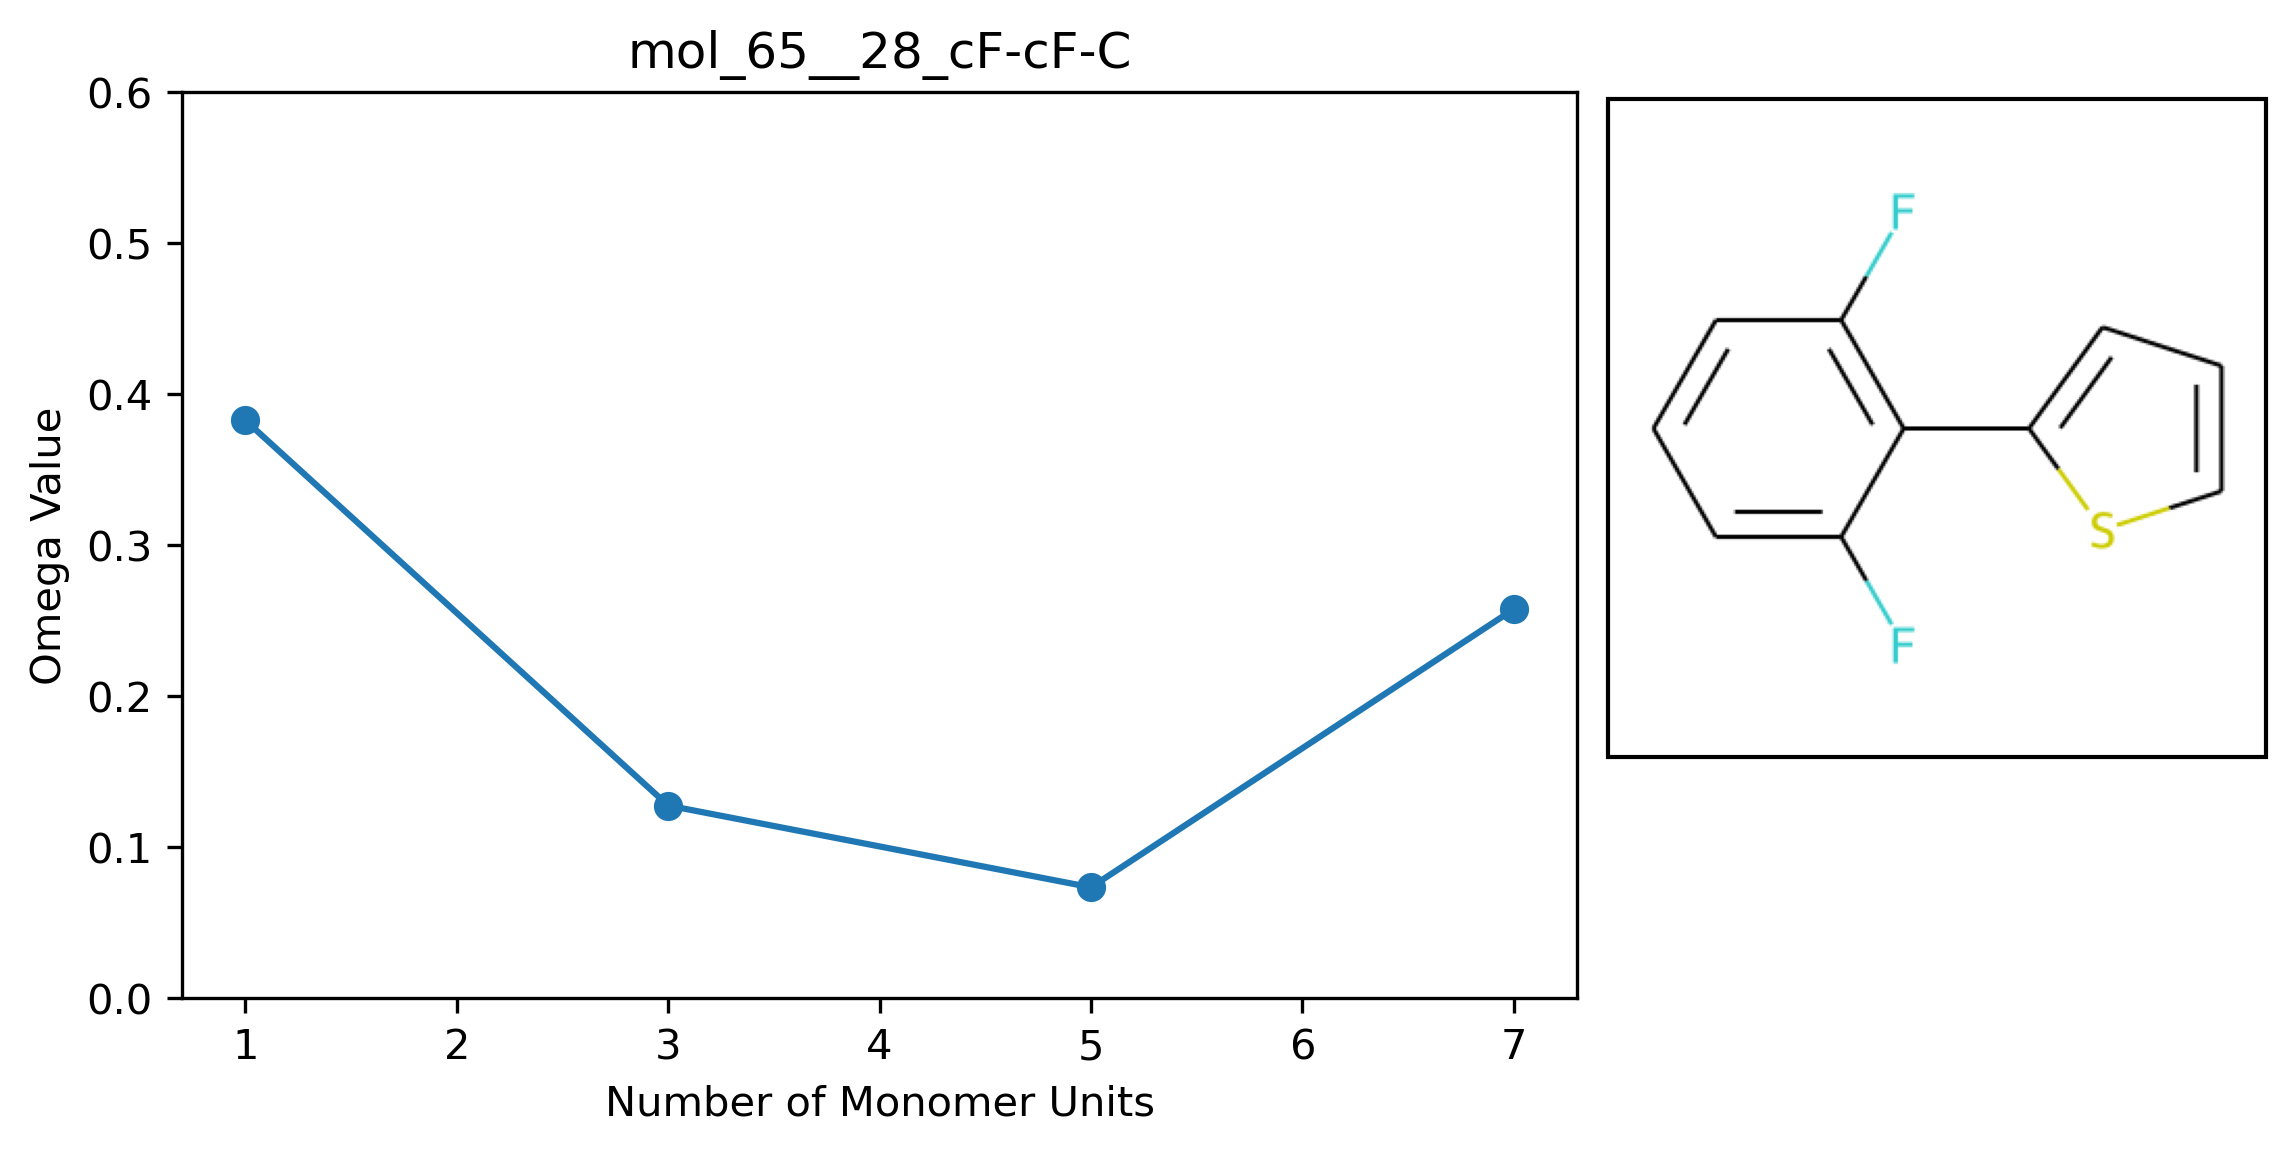 mol_65__28_cF-cF-C
0.6
0.5
0.4
0.3
0.2
0.1
0.0
Omega Value
1 2 3 4 5 6 7
Number of Monomer Units
F
S
F